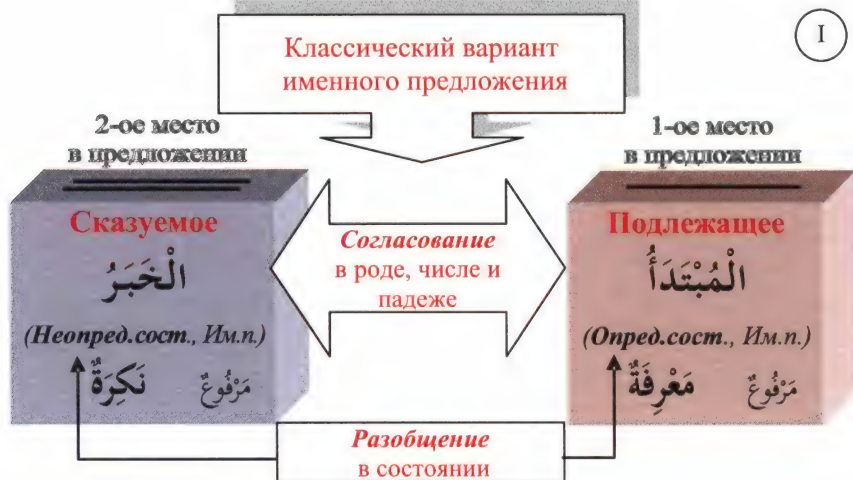 Классический вариант
именного предложения
I
2-ое место
в предложении
1-ое место
в предложении
Сказуемое
الْخَبَرُ
(Неопред.сост., Им.п.)
نَكِرَةٌ مَرْفُوعٌ
Согласование
в роде, числе и
падеже
Подлежащее
الْمُبْتَدَأُ
(Опред.сост., Им.п.)
مَعْرِفَةٌ مَرْفُوعٌ
Разобщение
в состоянии